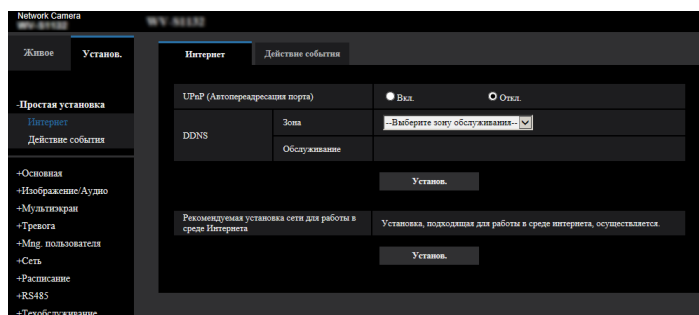 Network Camera
WV-S1132
Живое
Установ.
Интернет
Действие события
-Простая установка
Интернет
Действие события
+Основная
+Изображение/Аудио
+Мультиэкран
+Тревога
+Mng. пользователя
+Сеть
+Расписание
+RS485
+Техобслуживание
UPnP (Автопереадресация порта)
Вкл.
Откл.
DDNS
Зона
--Выберите зону обслуживания--
Обслуживание
Установ.
Рекомендуемая установка сети для работы в
среде Интернета
Установка, подходящая для работы в среде интернета, осуществляется.
Установ.